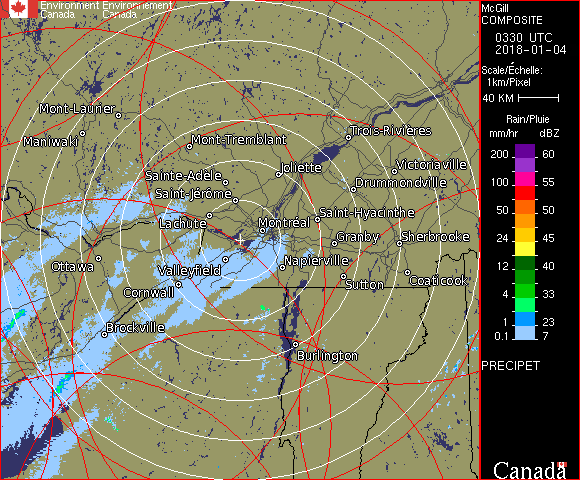 Environment Environnement
Canada Canada
McGill
COMPOSITE
0330 UTC
2018-01-04
Scale/Échelle:
1km/Pixel
40 KM
Rain/Pluie
mm/hr dBZ
200 60
100 55
50 50
24 45
12 40
4 33
1 23
0.1 7
PRECIPET
Canada
Mont-Laurier
Maniwaki
Mont-Tremblant
Trois-Rivières
Sainte-Adèle
Joliette
Victoriaville
Saint-Jérôme
Drummondville
Lachute
Montréal
Saint-Hyacinthe
Granby
Sherbrooke
Ottawa
Valleyfield
Napierville
Cornwall
Sutton
Coaticook
Brockville
Burlington